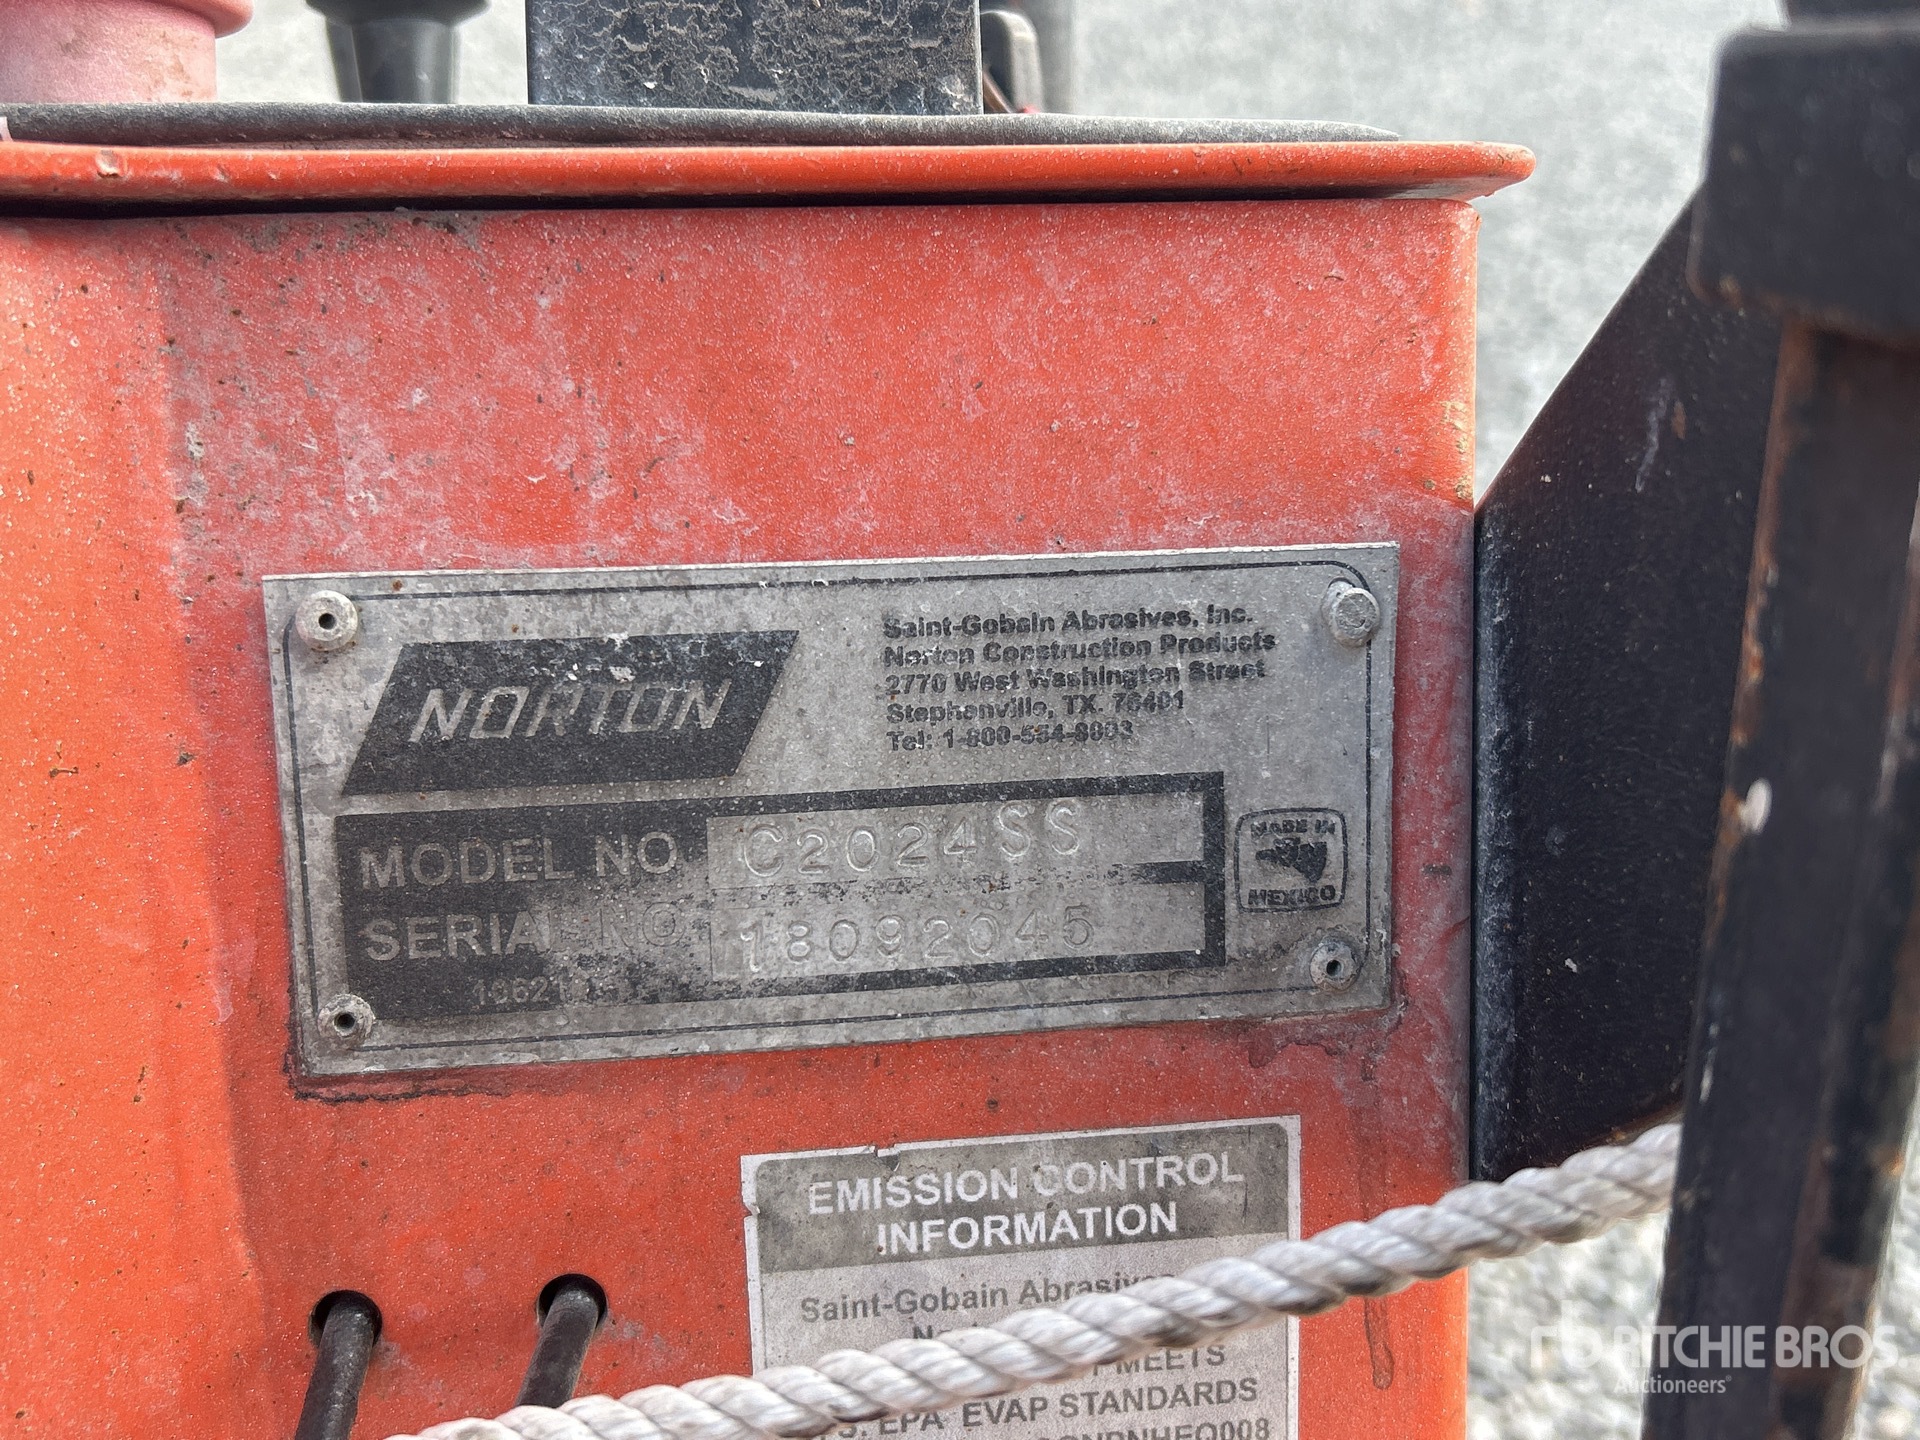 NORTON
Saint-Gobain Abrasives, Inc.
Norton Construction Products
2770 West Washington Street
Stephenville, TX. 76401
Tel: 1-800-554-8003
MODEL NO C2024SS
SERIAL NO 18092045
MADE IN
MEXICO
EMISSION CONTROL
INFORMATION
Saint-Gobain Abrasives
MEETS
EPA EVAP STANDARDS
RITCHIE BROS.
Auctioneers